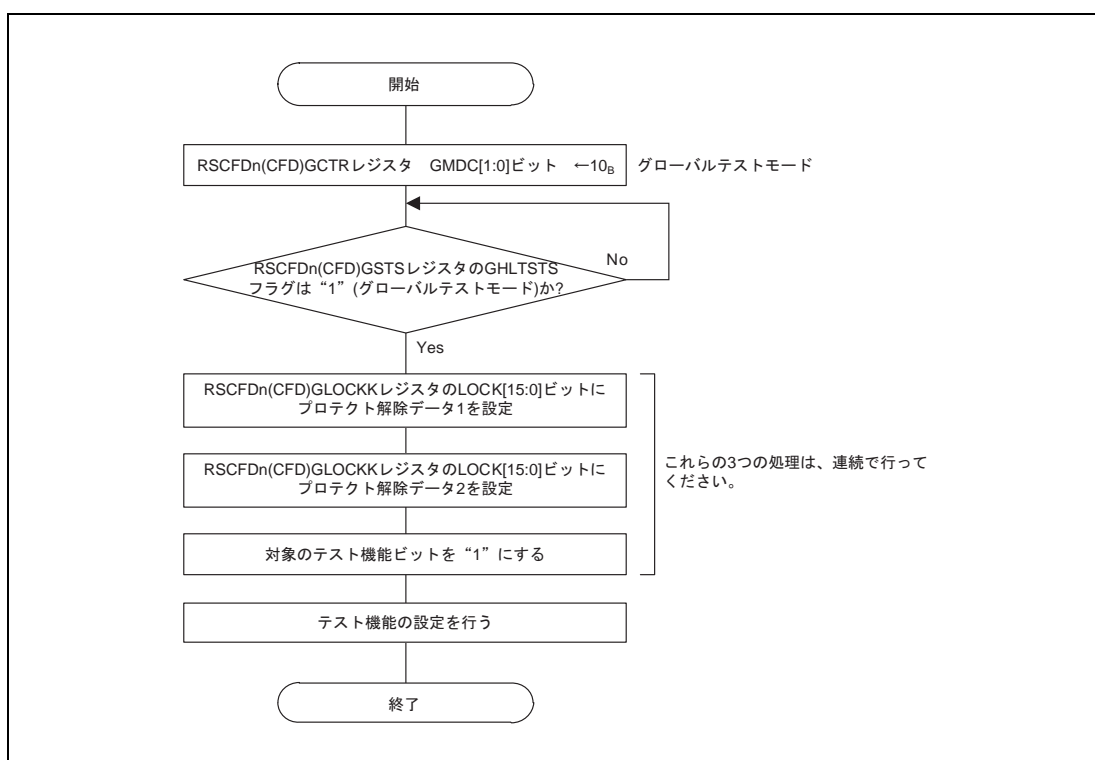 開始
RSCFDn(CFD)GCTRレジスタ　GMDC[1:0]ビット　←10B
グローバルテストモード
No
RSCFDn(CFD)GSTSレジスタのGHLTSTS
フラグは“1”(グローバルテストモード)か?
Yes
RSCFDn(CFD)GLOCKKレジスタのLOCK[15:0]ビットに
プロテクト解除データ1を設定
RSCFDn(CFD)GLOCKKレジスタのLOCK[15:0]ビットに
プロテクト解除データ2を設定
これらの3つの処理は、連続で行って
ください。
対象のテスト機能ビットを“1”にする
テスト機能の設定を行う
終了